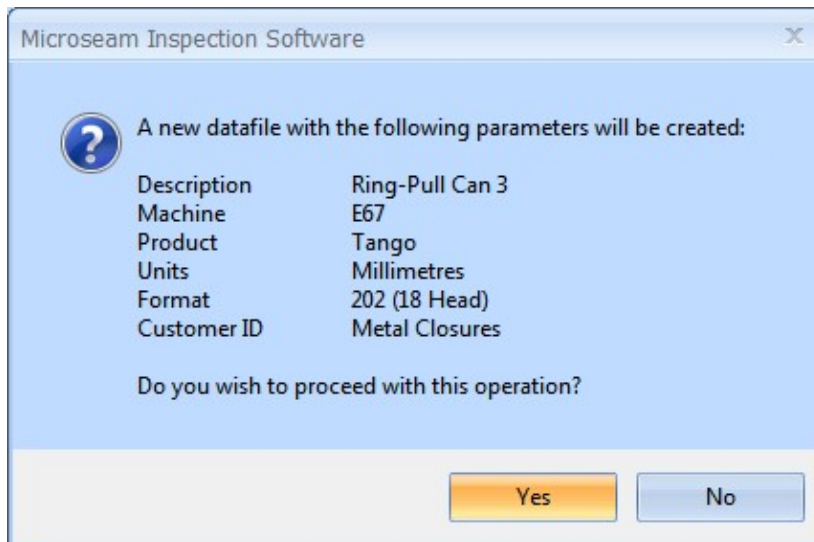 Microseam Inspection Software
A new datafile with the following parameters will be created:
Description Ring-Pull Can 3
Machine E67
Product Tango
Units Millimetres
Format 202 (18 Head)
Customer ID Metal Closures
Do you wish to proceed with this operation?
Yes No